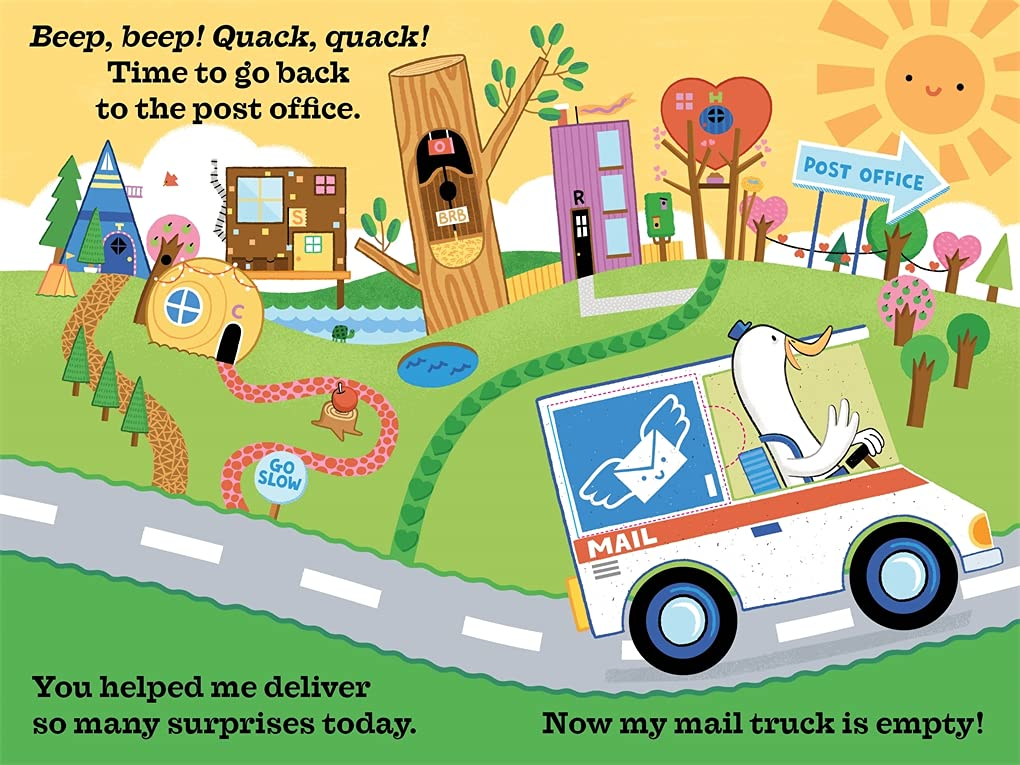 Beep, beep! Quack, quack!
Time to go back
to the post office.
POST OFFICE
H
R
BRB
S
T
C
GO
SLOW
MAIL
You helped me deliver
so many surprises today.
Now my mail truck is empty!